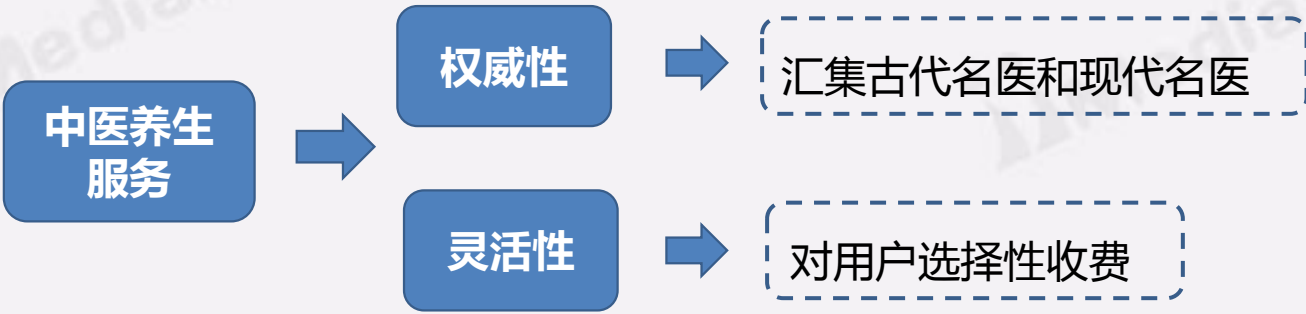 权威性
汇集古代名医和现代名医
中医养生
服务
灵活性
对用户选择性收费